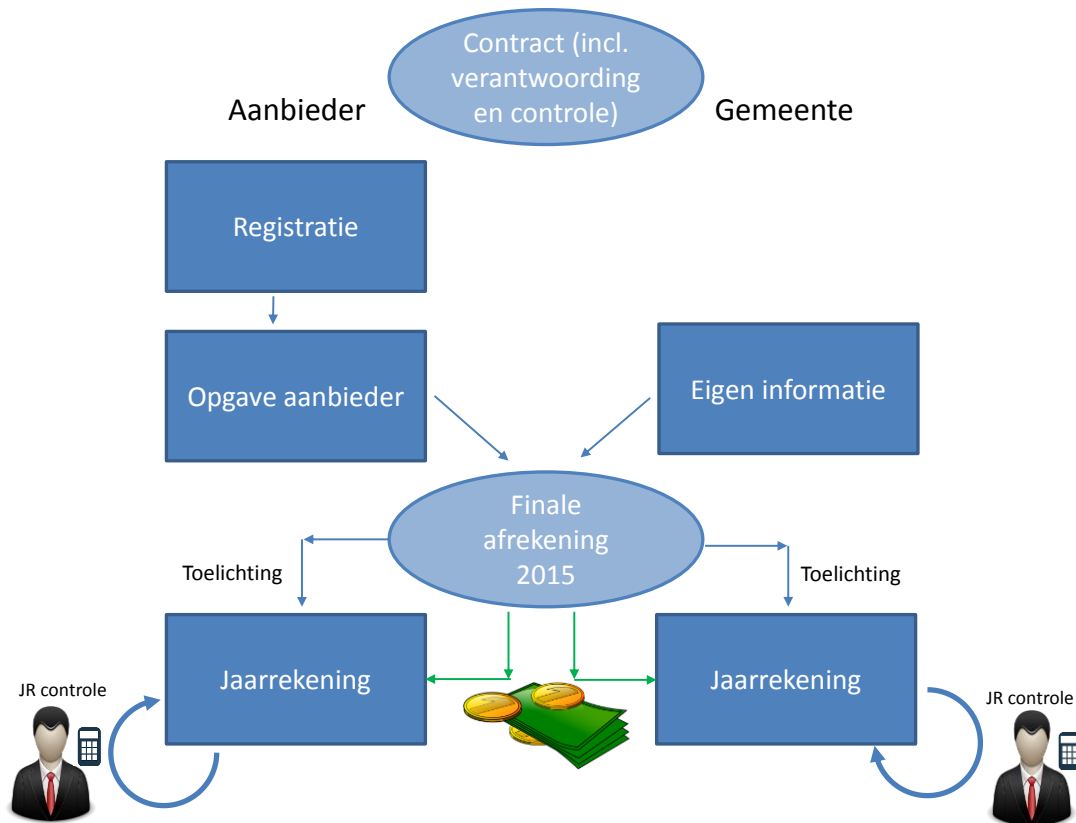 Contract (incl.
verantwoording
en controle)
Aanbieder
Gemeente
Registratie
Opgave aanbieder
Eigen informatie
Finale
afrekening
2015
Toelichting
Toelichting
Jaarrekening
Jaarrekening
JR controle
JR controle